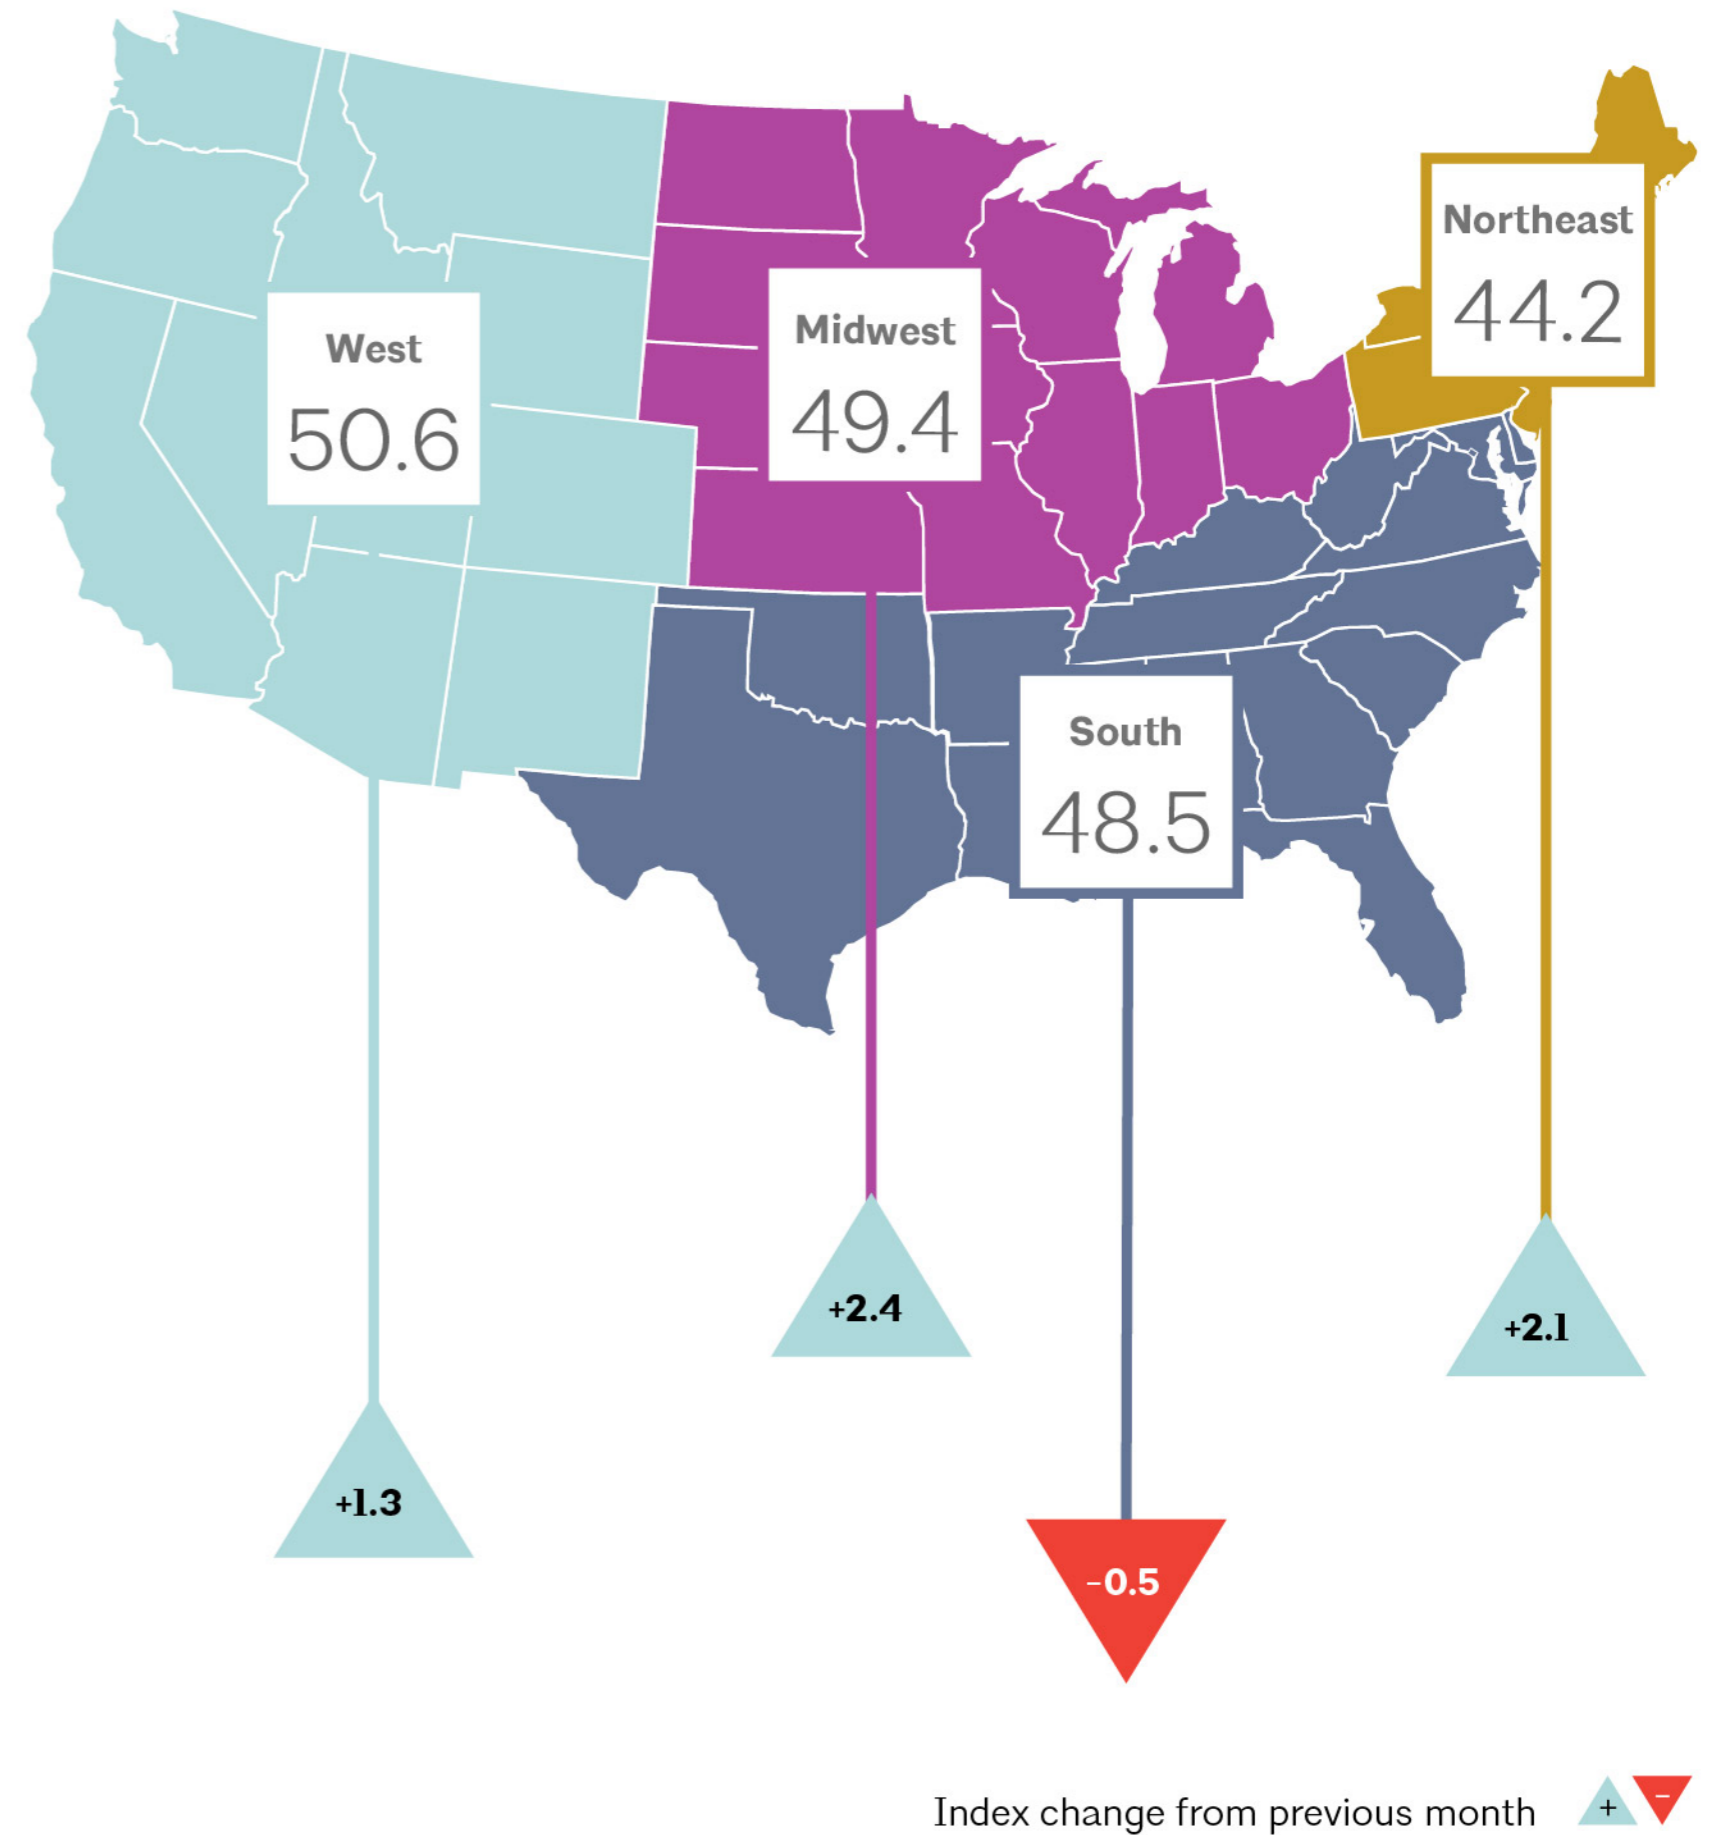 Northeast
44.2
West
50.6
Midwest
49.4
South
48.5
+2.4
+2.1
+1.3
-0.5
Index change from previous month + -